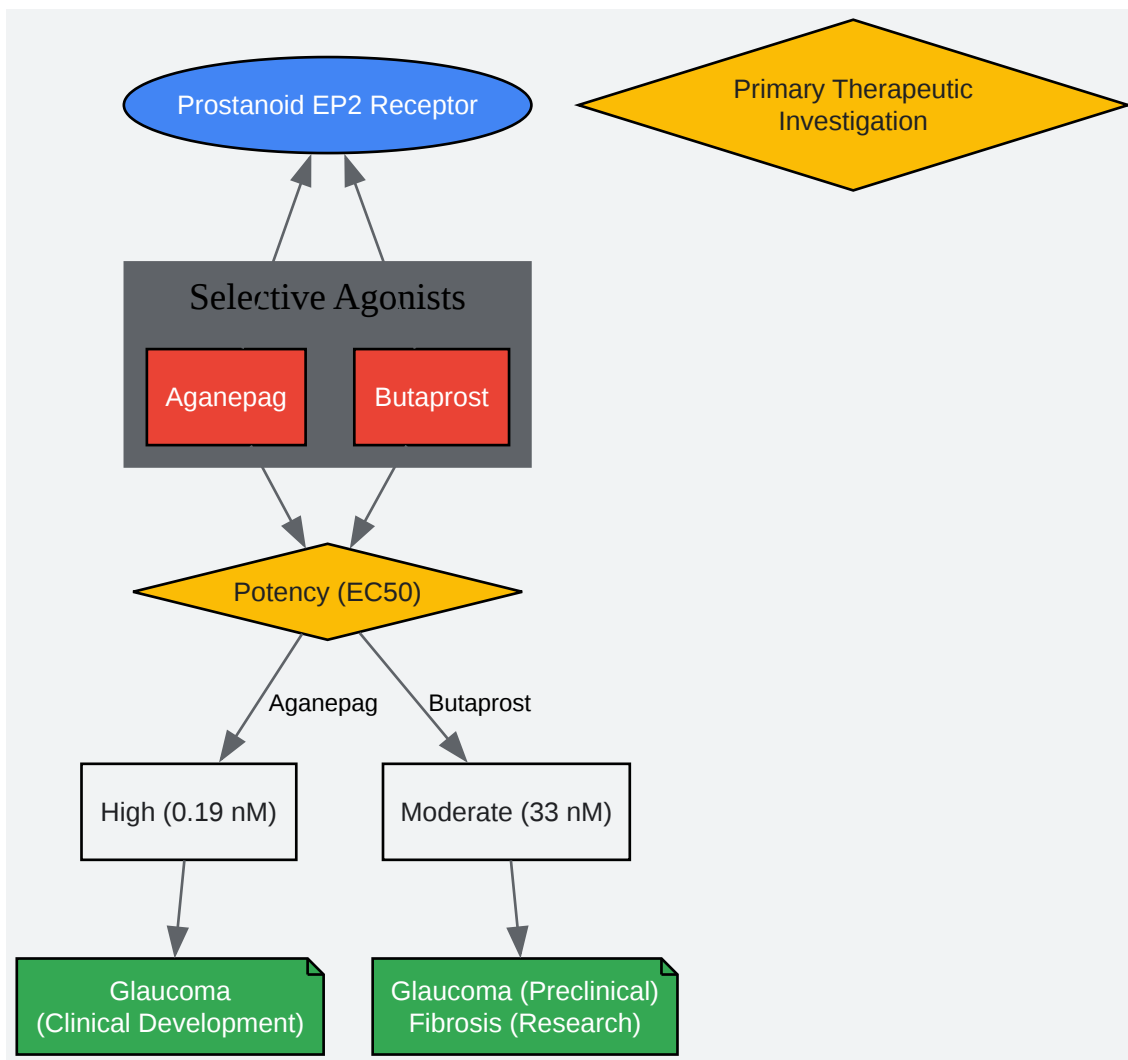 Prostanoid EP2 Receptor
Primary Therapeutic
Investigation
Selective Agonists
Aganepag
Butaprost
Potency (EC50)
Aganepag
Butaprost
High (0.19 nM)
Moderate (33 nM)
Glaucoma
(Clinical Development)
Glaucoma (Preclinical)
Fibrosis (Research)